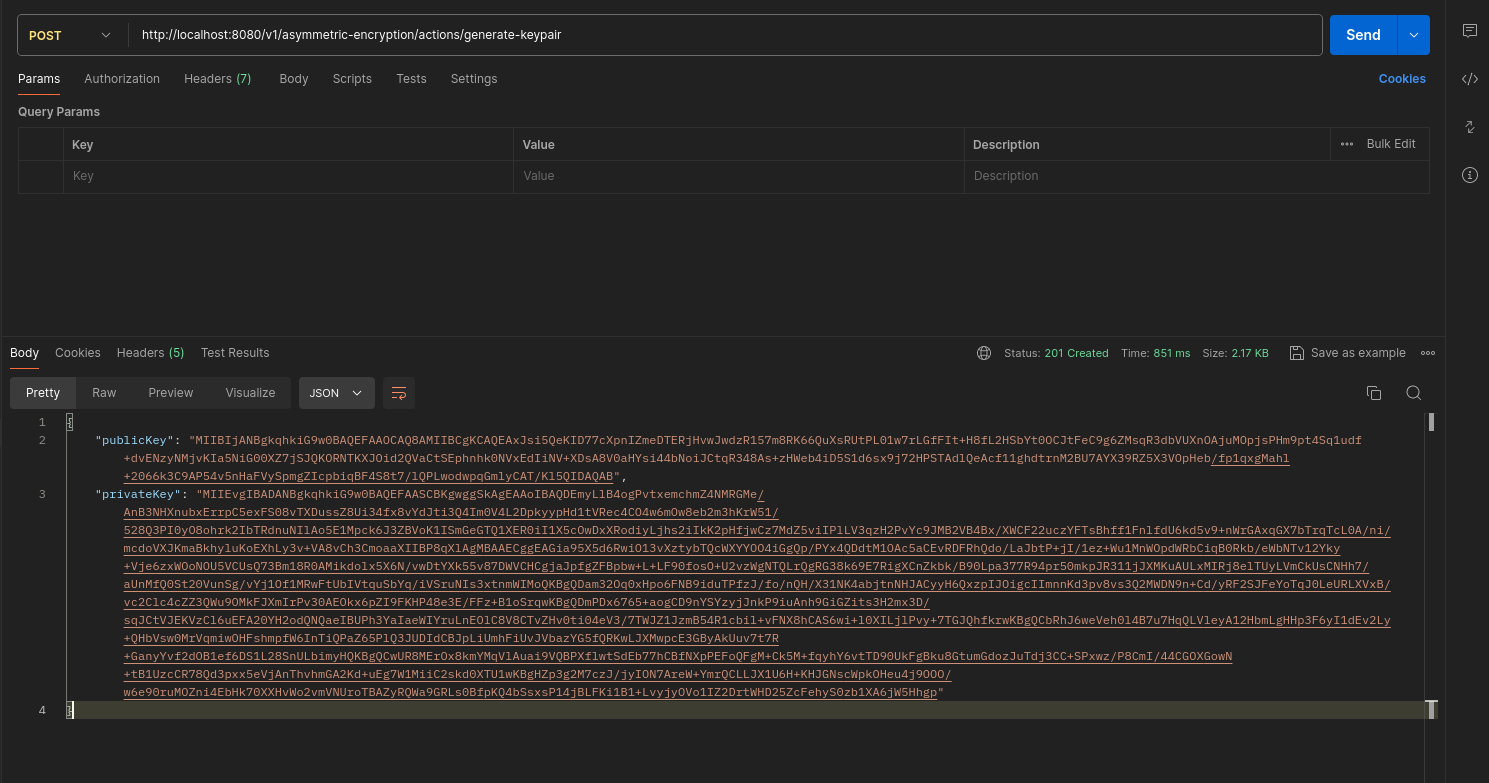 POST http://localhost:8080/v1/asymmetric-encryption/actions/generate-keypair Send
Params Authorization Headers (7) Body Scripts Tests Settings Cookies
Query Params
Key Value Description ••• Bulk Edit
Key Value Description
Body Cookies Headers (5) Test Results Status: 201 Created Time: 851 ms Size: 2.17 KB Save as example •••
Pretty Raw Preview Visualize JSON
1 {
2 "publicKey": "MIIBIjANBgkqhkiG9w0BAQEFAAOCAQ8AMIIBCgKCAQEAxJsi5QeKID77cXpnIZmeDTERjHvwJwdzR157m8RK66QuXsRUtPL01w7rLGfFIt+H8fL2HSbYt0OCJtFeC9g6ZMsqR3dbVUXnOAjuMOpjsPHm9pt4Sq1udf
+dvENzyNMjvKIa5NiG00XZ7jSJQKORNTKXJOid2QVaCtSEphnhk0NVxEdIiNV+XDsA8V0aHYsi44bNoiJCtqR348As+zHWeb4iD5S1d6sx9j72HPSTAdlQeAcf11ghdtrnM2BU7AYX39RZ5X3VOpHeb/fp1qxgMahl
+2066k3C9AP54v5nHaFVySpmgZIcpbiqBF4S8t7/lQPLwodwpqGmlyCAT/Kl5QIDAQAB",
3 "privateKey": "MIIEvgIBADANBgkqhkiG9w0BAQEFAASCBKgwggSkAgEAAoIBAQDEmyLlB4ogPvtxemchmZ4NMRGMe/
AnB3NHXnubxErrpC5exFS08vTXDussZ8Ui34fx8vYdJti3Q4Im0V4L2DpkyypHd1tVRec4CO4w6mOw8eb2m3hKrW51/
528Q3PI0yO8ohrk2IbTRdnuNIlAo5E1Mpck6J3ZBVoK1ISmGeGTQ1XER0iI1X5cOwDxXRodiyLjhs2iIkK2pHfjwCz7MdZ5viIPlLV3qzH2PvYc9JMB2VB4Bx/XWCF22uczYFTsBhff1FnlfdU6kd5v9+nWrGAxqGX7bTrqTcL0A/ni/
mcdoVXJKmaBkhyluKoEXhLy3v+VA8vCh3CmoaaXIIBP8qXlAgMBAAECggEAGia95X5d6RwiO13vXztybTQcWXYYOO4iGgQp/PYx4QDdtM1OAc5aCEvRDFRhQdo/LaJbtP+jI/1ez+Wu1MnWOpdWRbCiqB0Rkb/eWbNTv12Yky
+Vje6zxWOoNOU5VCUsQ73Bm18R0AMikdolx5X6N/vwDtYXk55v87DWVCHCgjaJpfgZFBpbw+L+LF90fosO+U2vzWgNTQLrQgRG38k69E7RigXCnZkbk/B90Lpa377R94pr50mkpJR311jJXMKuAULxMIRj8elTUyLVmCkUsCNHh7/
aUnMfQ0St20VunSg/vYj1Of1MRwFtUbIVtquSbYq/iVSruNIs3xtnmWIMoQKBgQDam32Oq0xHpo6FNB9iduTPfzJ/fo/nQH/X31NK4abjtnNHJACyyH6QxzpIJOigcIImnnKd3pv8vs3Q2MWDN9n+Cd/yRF2SJFeYoTqJ0LeURLXVxB/
vc2Clc4cZZ3QWu9OMkFJXmIrPv30AEOkx6pZI9FKHP48e3E/FFz+B1oSrqwKBgQDmPDx6765+aogCD9nYSYzyjJnkP9iuAnh9GiGZits3H2mx3D/
sqJCtVJEKVzCl6uEFA20YH2odQNQaeIBUPh3YaIaeWIYruLnEOlC8V8CTvZHv0ti04eV3/7TWJZ1JzmB54R1cbil+vFNX8hCAS6wi+l0XILjlPvy+7TGJQhfkrwKBgQCbRhJ6weVeh0l4B7u7HqQLVleyA12HbmLgHHp3F6yI1dEv2Ly
+QHbVsw0MrVqmiwOHFshmpfW6InTiQPaZ65PlQ3JUDIdCBJpLiUmhFiUvJVbazYG5fQRKwLJXMwpcE3GByAkUuv7t7R
+GanyYvf2dOB1ef6DS1L28SnULbimyHQKBgQCwUR8MErOx8kmYMqVlAuai9VQBPXflwtSdEb77hCBfNXpPEFoQFgM+Ck5M+fqyhY6vtTD90UkFgBku8GtumGdozJuTdj3CC+SPxwz/P8CmI/44CGOXGowN
+tB1UzcCR78Qd3pxx5eVjAnThvhmGA2Kd+uEg7W1MiiC2skd0XTU1wKBgHZp3g2M7czJ/jyION7AreW+YmrQCLLJX1U6H+KHJGNscWpkOHeu4j9OOO/
w6e90ruMOZni4EbHk70XXHvWo2vmVNUroTBAZyRQWa9GRLs0BfpKQ4bSsxsP14jBLFKi1B1+LvyjyOVo1IZ2DrtWHD25ZcFehyS0zb1XA6jW5Hhgp"
4 }